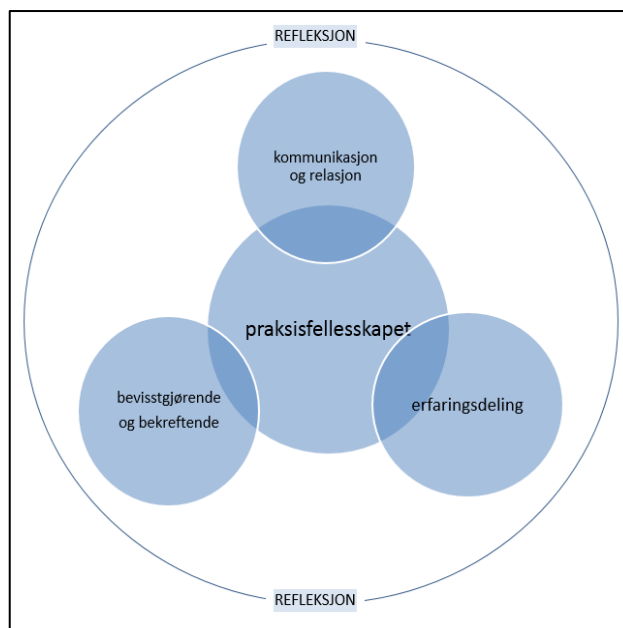 REFLEKSJON
kommunikasjon
og relasjon
praksisfellesskapet
bevisstgjørende
og bekreftende
erfaringsdeling
REFLEKSJON